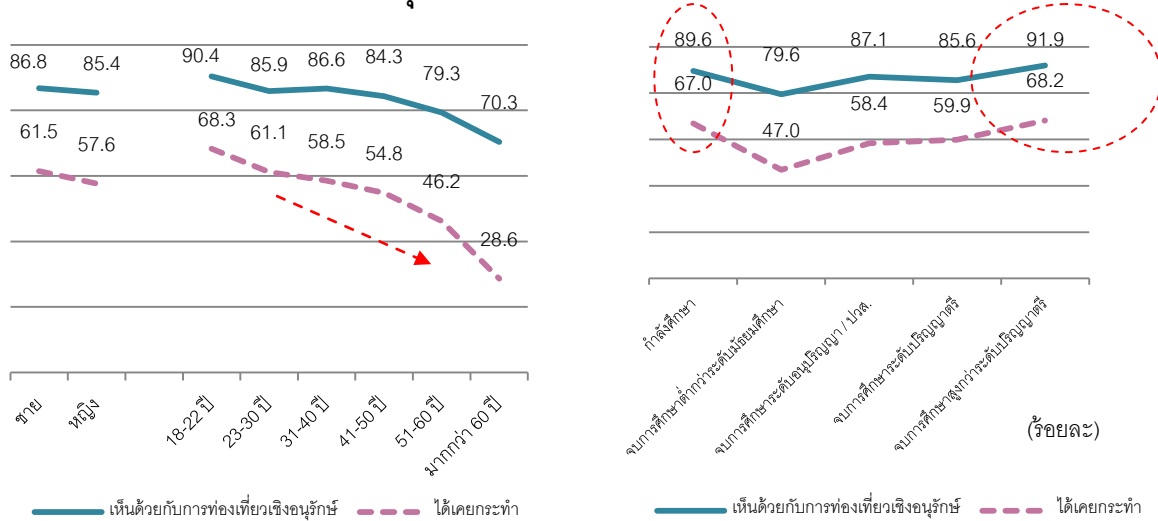 86.8 85.4 90.4 85.9 86.6 84.3 79.3 70.3
61.5 57.6 68.3 61.1 58.5 54.8 46.2 28.6
ชาย หญิง 18-22 ปี 23-30 ปี 31-40 ปี 41-50 ปี 51-60 ปี มากกว่า 60 ปี
เห็นด้วยกับการท่องเที่ยวเชิงอนุรักษ์ ได้เคยกระทำ
89.6 79.6 87.1 85.6 91.9
67.0 47.0 58.4 59.9 68.2
กำลังศึกษา
จบการศึกษาต่ำกว่าระดับมัธยมศึกษา
จบการศึกษาระดับอนุปริญญา / ปวส.
จบการศึกษาระดับปริญญาตรี
จบการศึกษาสูงกว่าระดับปริญญาตรี
(ร้อยละ)
เห็นด้วยกับการท่องเที่ยวเชิงอนุรักษ์ ได้เคยกระทำ